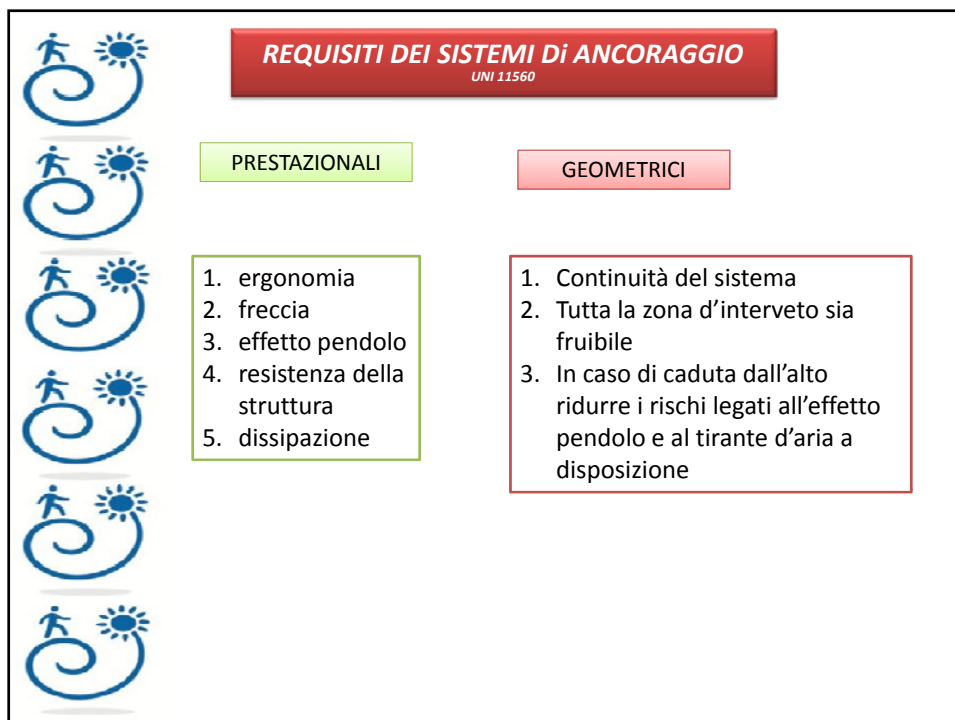 REQUISITI DEI SISTEMI Di ANCORAGGIO
UNI 11560
PRESTAZIONALI
1. ergonomia
2. freccia
3. effetto pendolo
4. resistenza della
struttura
5. dissipazione
GEOMETRICI
1. Continuità del sistema
2. Tutta la zona d'interveto sia
fruibile
3. In caso di caduta dall'alto
ridurre i rischi legati all'effetto
pendolo e al tirante d'aria a
disposizione